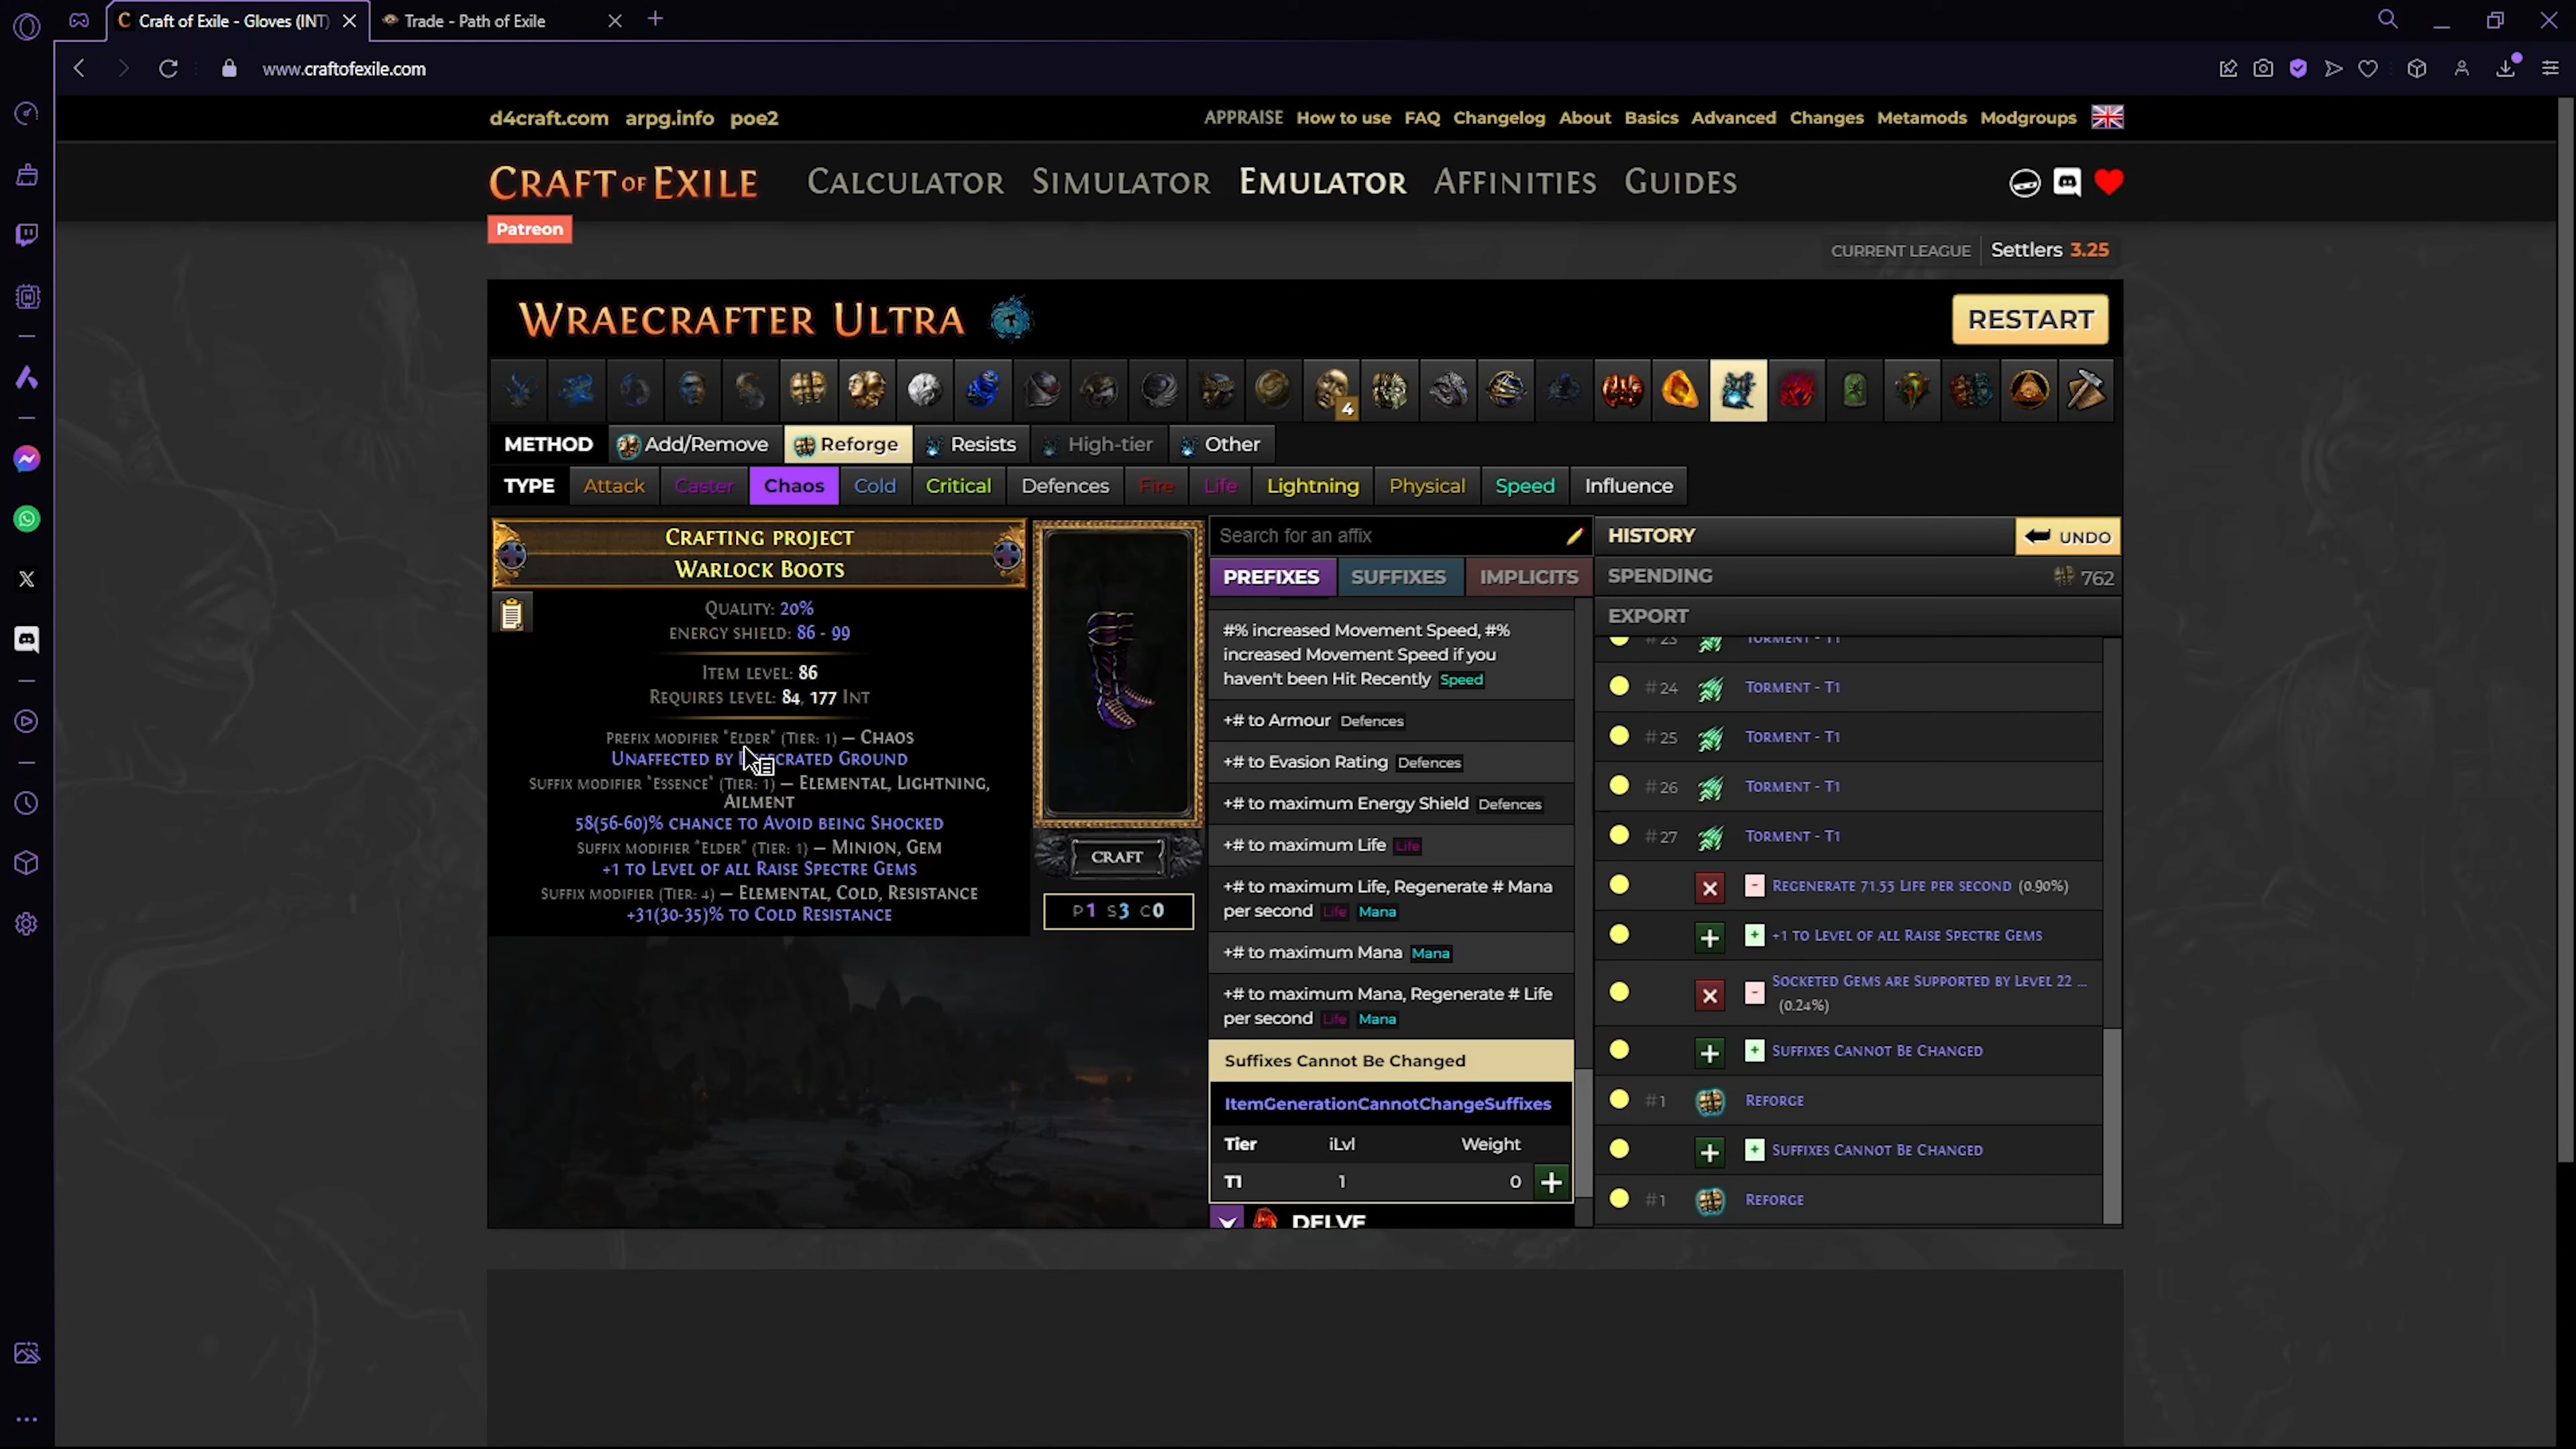 Craft of Exile - Gloves (INT)
Trade - Path of Exile
www.craftofexile.com
d4craft.com arpg.info poe2
APPRAISE How to use FAQ Changelog About Basics Advanced Changes Metamods Modgroups
CRAFT OF EXILE CALCULATOR SIMULATOR EMULATOR AFFINITIES GUIDES
Patreon
CURRENT LEAGUE Settlers 3.25
WRAECRAFTER ULTRA
RESTART
4
METHOD Add/Remove Reforge Resists High-tier Other
TYPE Attack Caster Chaos Cold Critical Defences Fire Life Lightning Physical Speed Influence
CRAFTING PROJECT
WARLOCK BOOTS
QUALITY: 20%
ENERGY SHIELD: 86 - 99
ITEM LEVEL: 86
REQUIRES LEVEL: 84, 177 INT
PREFIX MODIFIER "ELDER" (TIER: 1) — CHAOS
UNAFFECTED BY DESECRATED GROUND
SUFFIX MODIFIER "ESSENCE" (TIER: 1) — ELEMENTAL, LIGHTNING,
AILMENT
58(56-60)% CHANCE TO AVOID BEING SHOCKED
SUFFIX MODIFIER "ELDER" (TIER: 1) — MINION, GEM
+1 TO LEVEL OF ALL RAISE SPECTRE GEMS
SUFFIX MODIFIER (TIER: 4) — ELEMENTAL, COLD, RESISTANCE
+31(30-35)% TO COLD RESISTANCE
CRAFT
P1 S3 C0
Search for an affix
PREFIXES SUFFIXES IMPLICITS
#% increased Movement Speed, #%
increased Movement Speed if you
haven't been Hit Recently Speed
+# to Armour Defences
+# to Evasion Rating Defences
+# to maximum Energy Shield Defences
+# to maximum Life Life
+# to maximum Life, Regenerate # Mana
per second Life Mana
+# to maximum Mana Mana
+# to maximum Mana, Regenerate # Life
per second Life Mana
Suffixes Cannot Be Changed
ItemGenerationCannotChangeSuffixes
Tier iLvl Weight
T1 1 0
DELVE
HISTORY UNDO
SPENDING 762
EXPORT
#23 TORMENT - T1
#24 TORMENT - T1
#25 TORMENT - T1
#26 TORMENT - T1
#27 TORMENT - T1
REGENERATE 71.55 LIFE PER SECOND (0.90%)
+1 TO LEVEL OF ALL RAISE SPECTRE GEMS
SOCKETED GEMS ARE SUPPORTED BY LEVEL 22 ...
(0.24%)
SUFFIXES CANNOT BE CHANGED
#1 REFORGE
SUFFIXES CANNOT BE CHANGED
#1 REFORGE